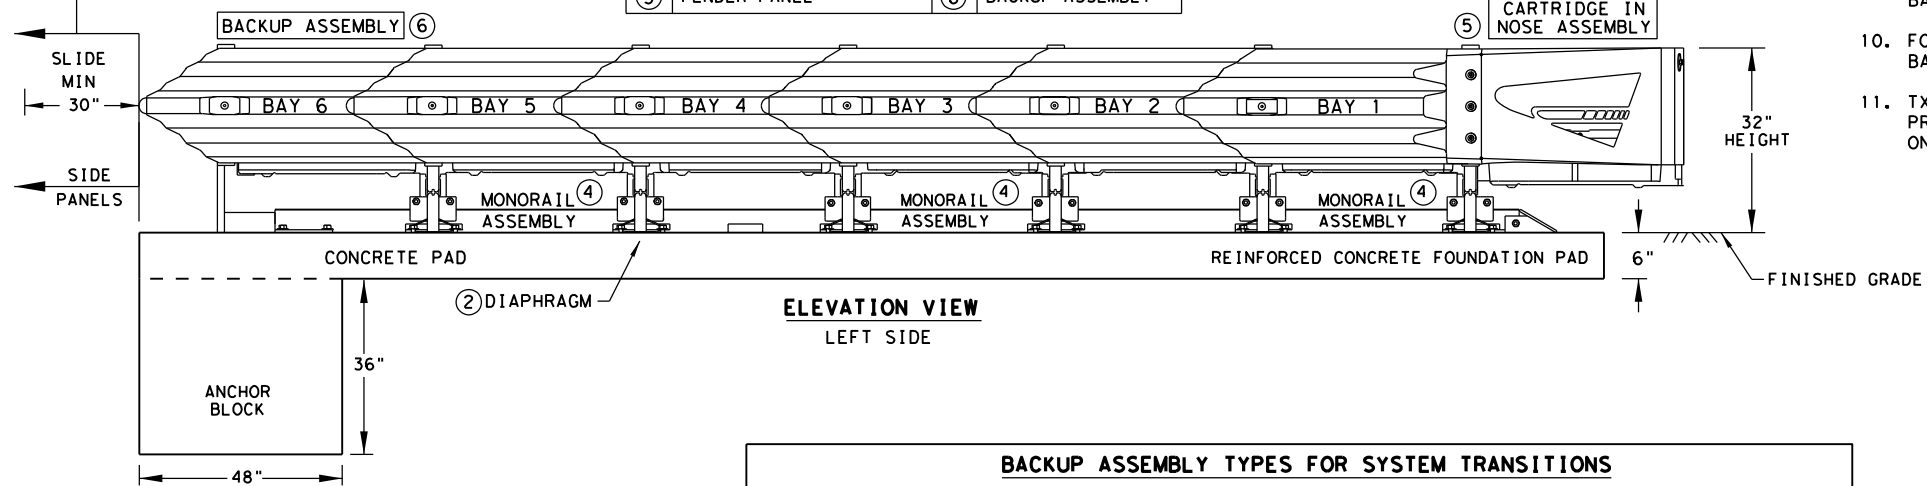 BACKUP ASSEMBLY 6
5 CARTRIDGE IN
NOSE ASSEMBLY
SLIDE
MIN
30"
BAY 6 BAY 5 BAY 4 BAY 3 BAY 2 BAY 1
32"
HEIGHT
SIDE
PANELS
MONORAIL 4
ASSEMBLY
MONORAIL 4
ASSEMBLY
MONORAIL 4
ASSEMBLY
CONCRETE PAD
REINFORCED CONCRETE FOUNDATION PAD
6"
FINISHED GRADE
2 DIAPHRAGM
ELEVATION VIEW
LEFT SIDE
36"
ANCHOR
BLOCK
48"
BACKUP ASSEMBLY TYPES FOR SYSTEM TRANSITIONS
10. FO
BA
11. TX
PR
ON